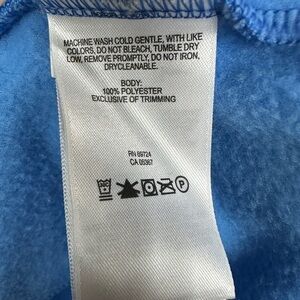 MACHINE WASH COLD GENTLE, WITH LIKE
COLORS, DO NOT BLEACH, TUMBLE DRY
LOW, REMOVE PROMPTLY, DO NOT IRON,
DRYCLEANABLE.
BODY:
100% POLYESTER
EXCLUSIVE OF TRIMMING
RN 89724
CA 05367
P